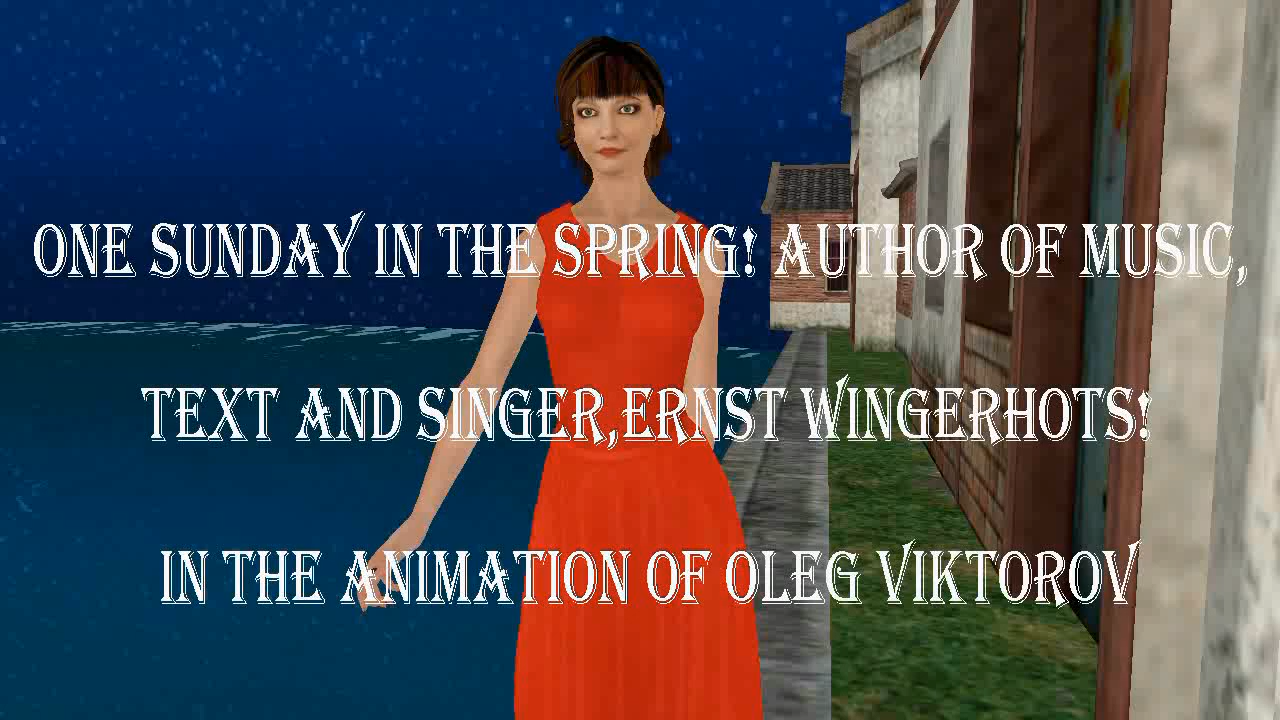 ONE SUNDAY IN THE SPRING! AUTHOR OF MUSIC,
TEXT AND SINGER,ERNST WINGERHOTS!
IN THE ANIMATION OF OLEG VIKTOROV